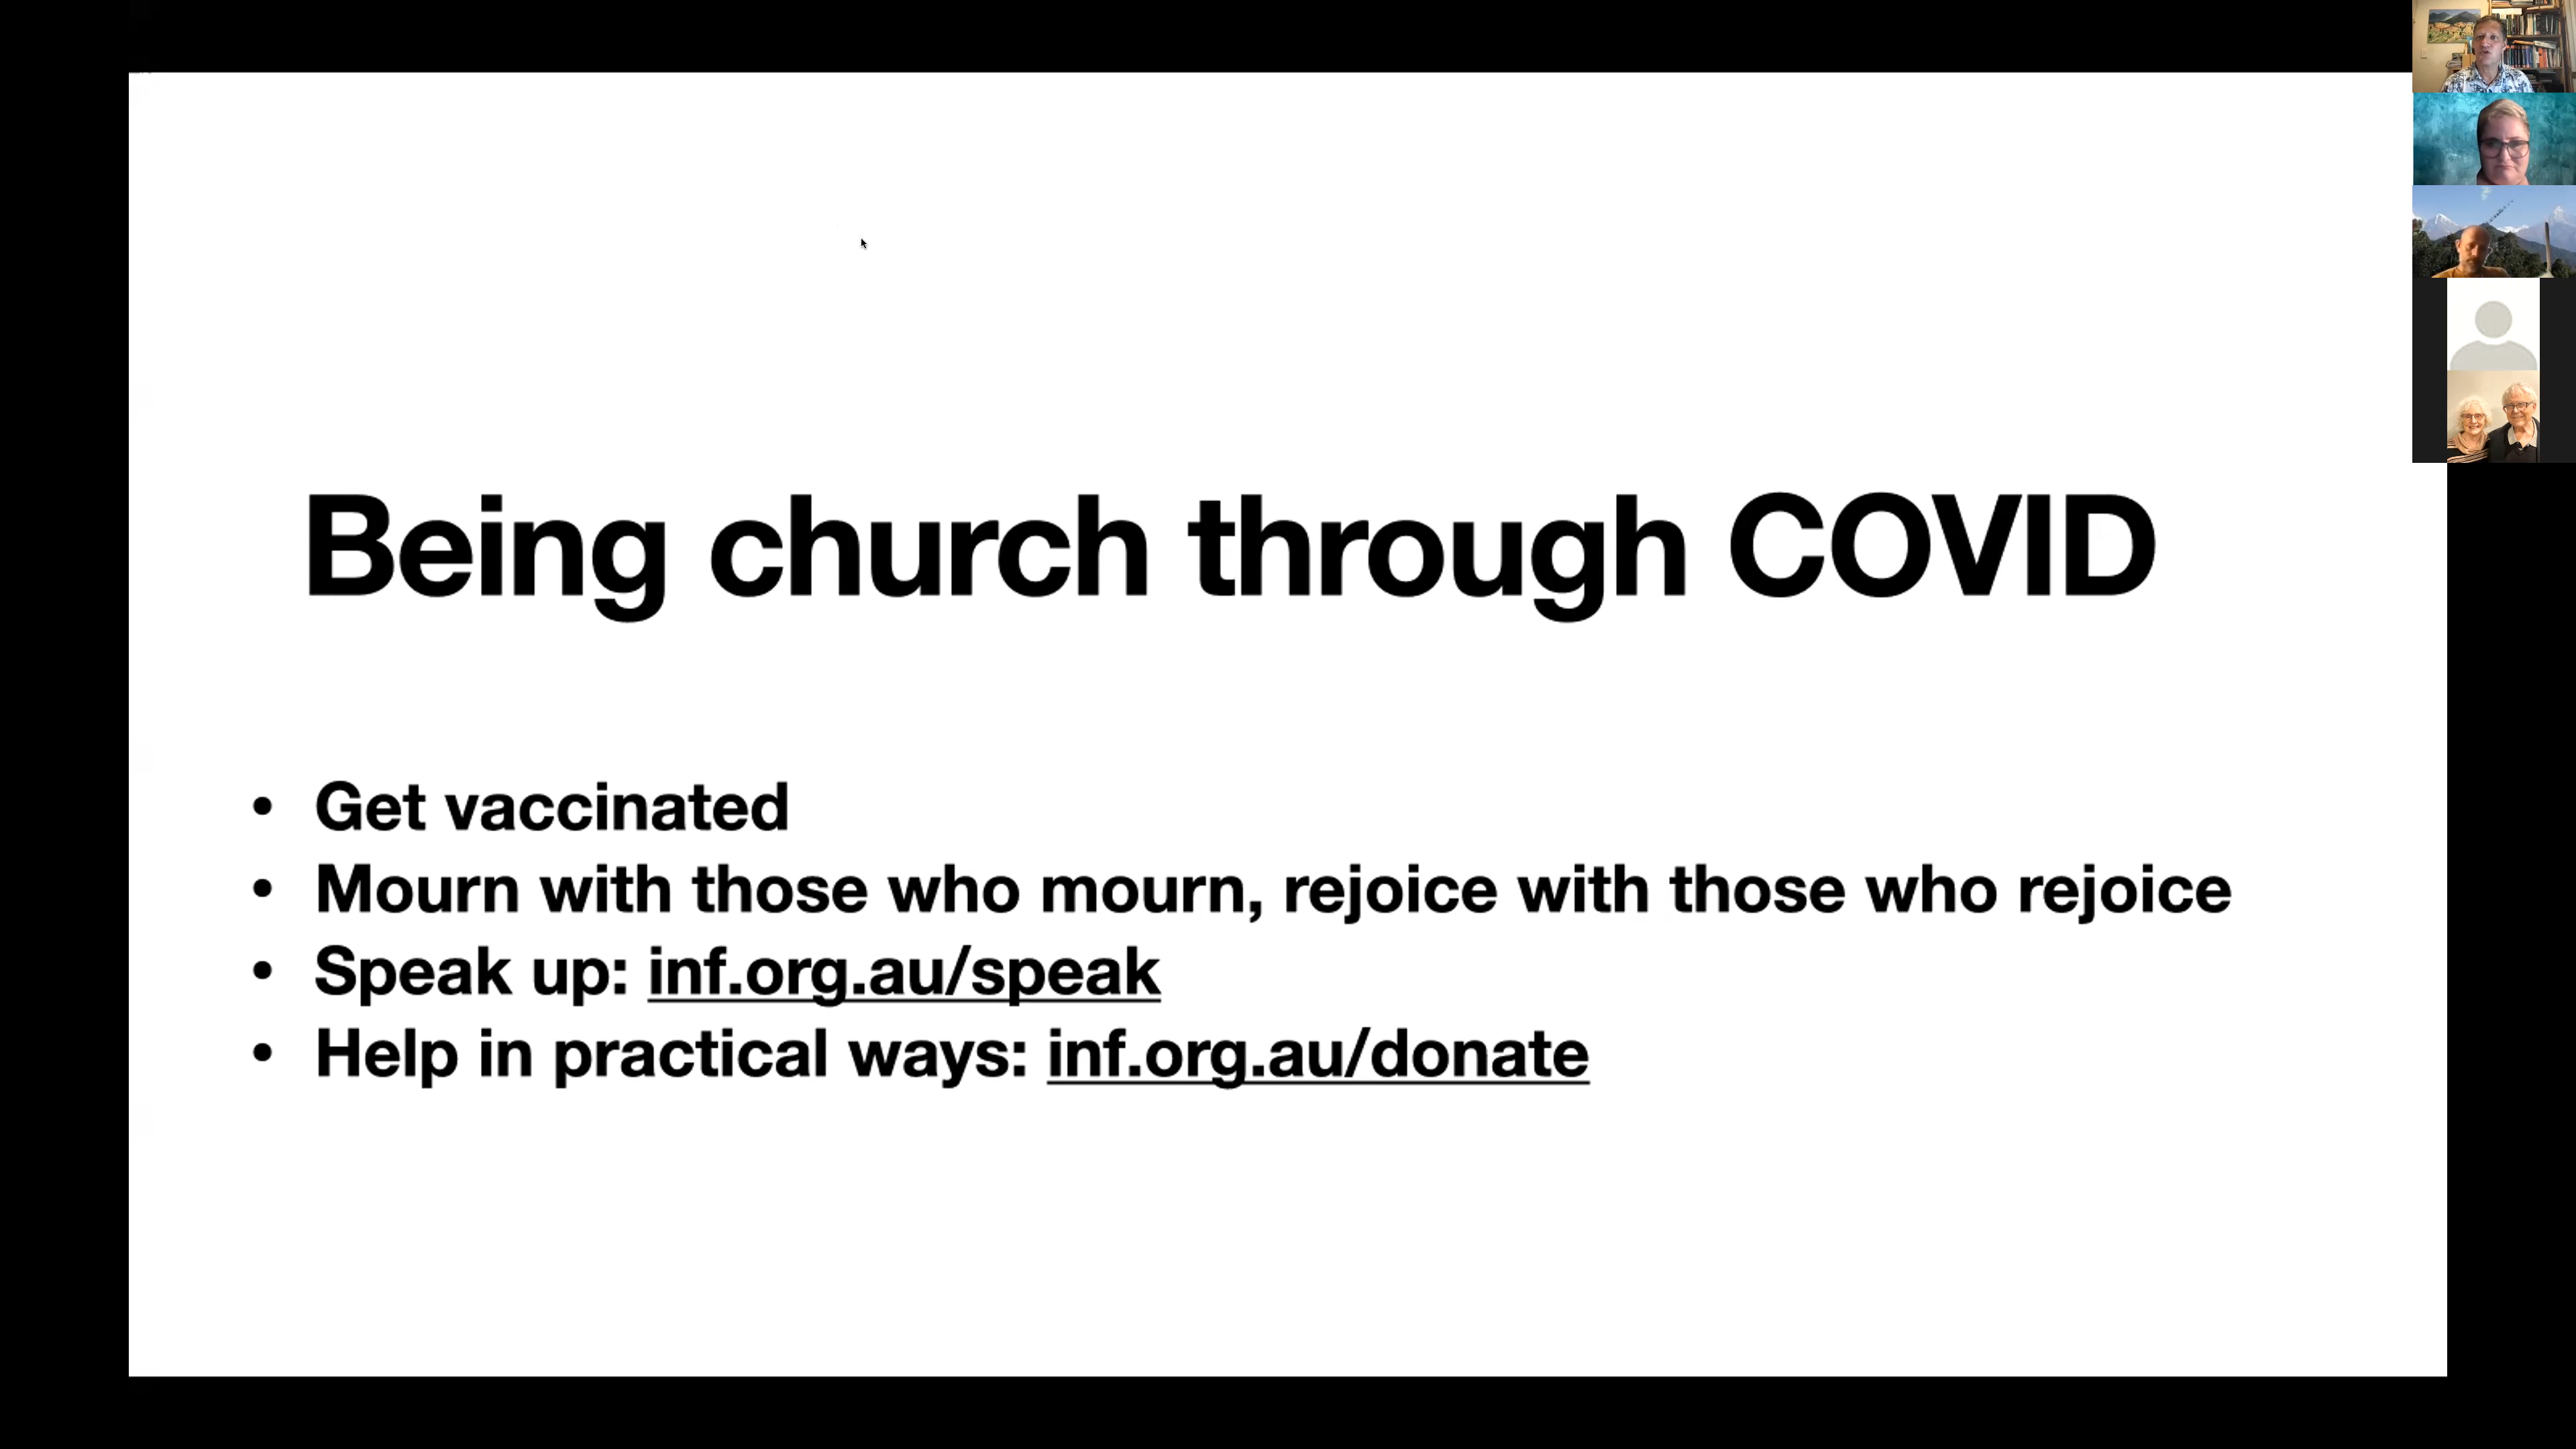 Being church through COVID
• Get vaccinated
• Mourn with those who mourn, rejoice with those who rejoice
• Speak up: inf.org.au/speak
• Help in practical ways: inf.org.au/donate